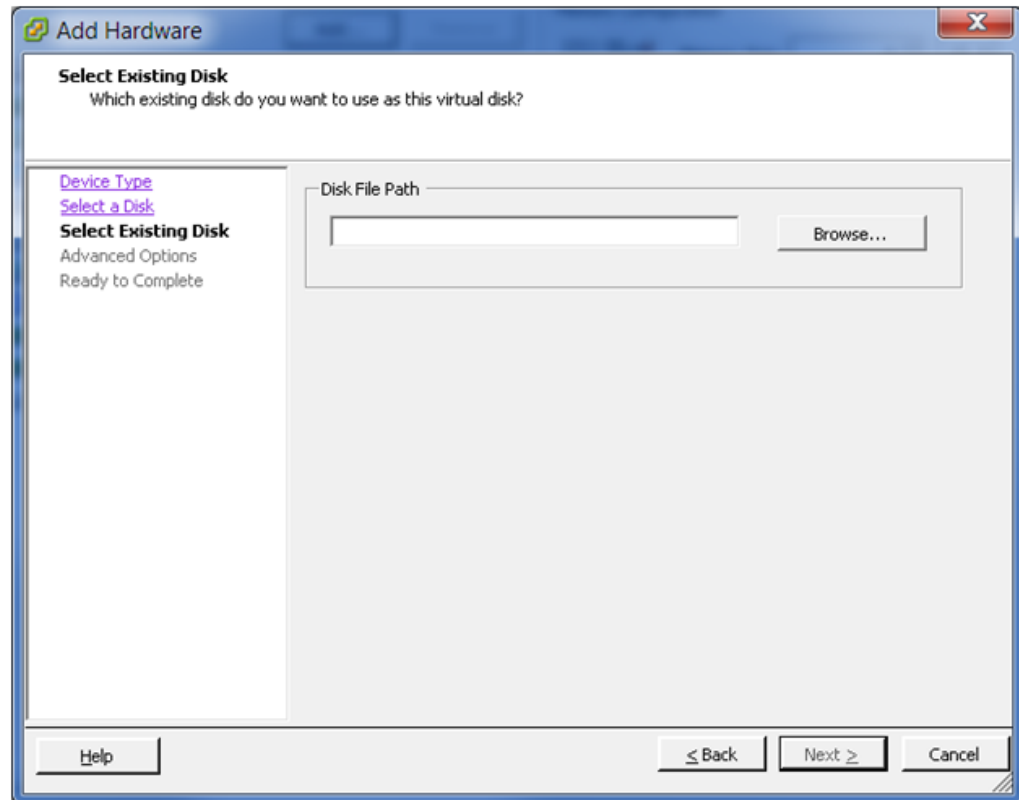 Add Hardware
Select Existing Disk
Which existing disk do you want to use as this virtual disk?
Device Type
Select a Disk
Select Existing Disk
Advanced Options
Ready to Complete
Disk File Path
Browse...
Help
< Back
Next >
Cancel